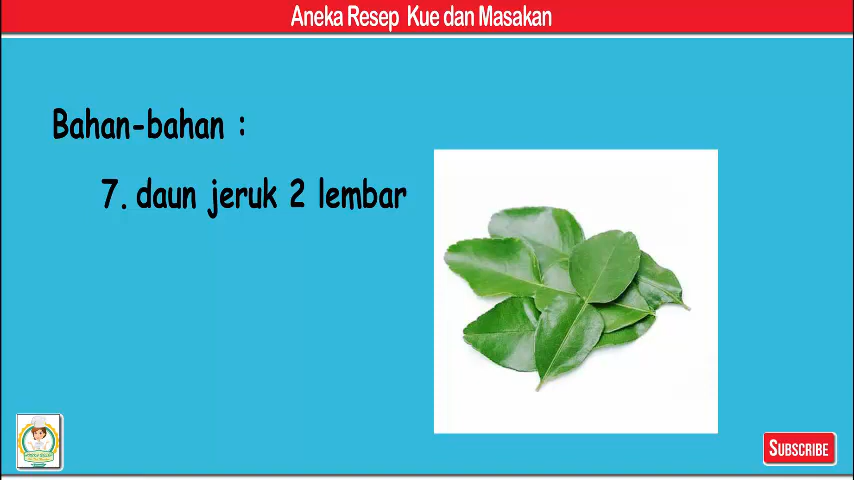 Aneka Resep Kue dan Masakan
Bahan-bahan :
7. daun jeruk 2 lembar
SUBSCRIBE